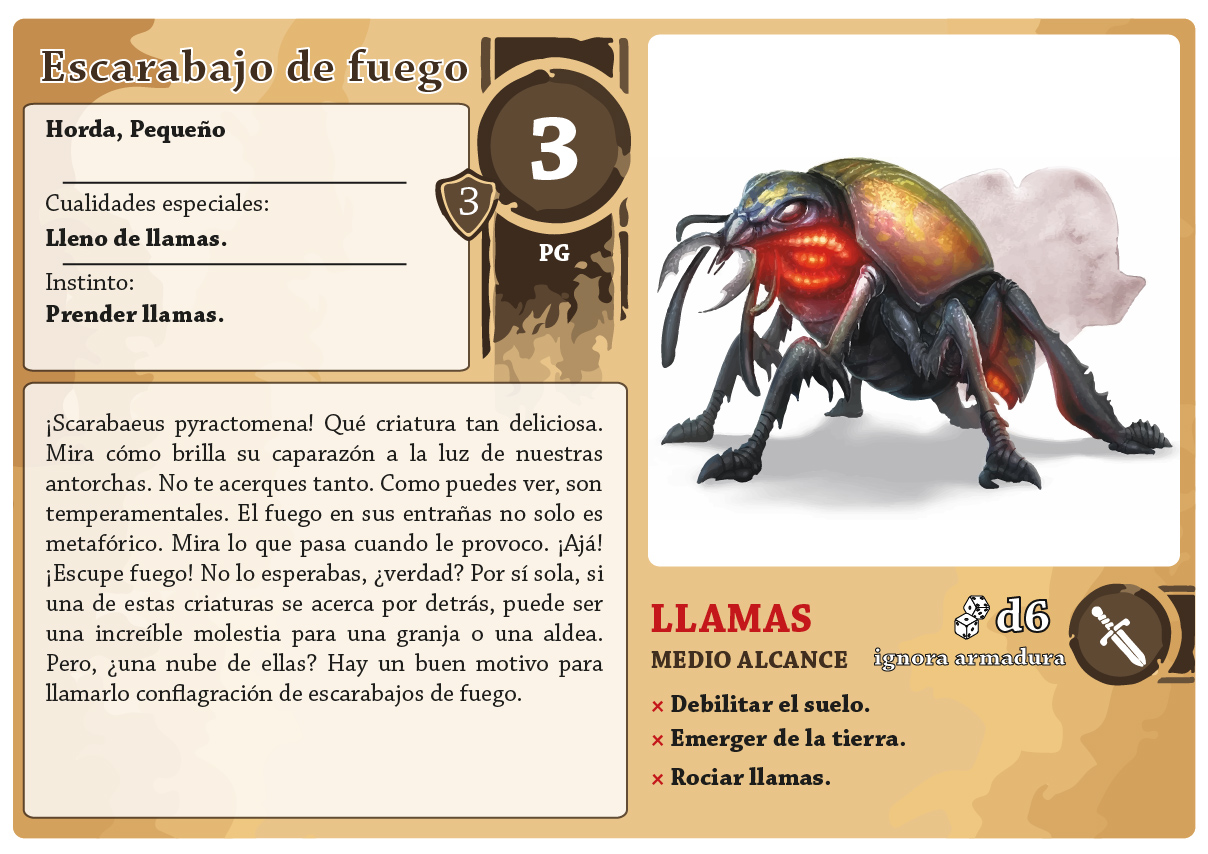 Escarabajo de fuego
Horda, Pequeño
Cualidades especiales:
Lleno de llamas.
Instinto:
Prender llamas.
3
3
PG
¡Scarabaeus pyractomena! Qué criatura tan deliciosa.
Mira cómo brilla su caparazón a la luz de nuestras
antorchas. No te acerques tanto. Como puedes ver, son
temperamentales. El fuego en sus entrañas no solo es
metafórico. Mira lo que pasa cuando le provoco. ¡Ajá!
¡Escupe fuego! No lo esperabas, ¿verdad? Por sí sola, si
una de estas criaturas se acerca por detrás, puede ser
una increíble molestia para una granja o una aldea.
Pero, ¿una nube de ellas? Hay un buen motivo para
llamarlo conflagración de escarabajos de fuego.
LLAMAS
d6
MEDIO ALCANCE
ignora armadura
× Debilitar el suelo.
× Emerger de la tierra.
× Rociar llamas.